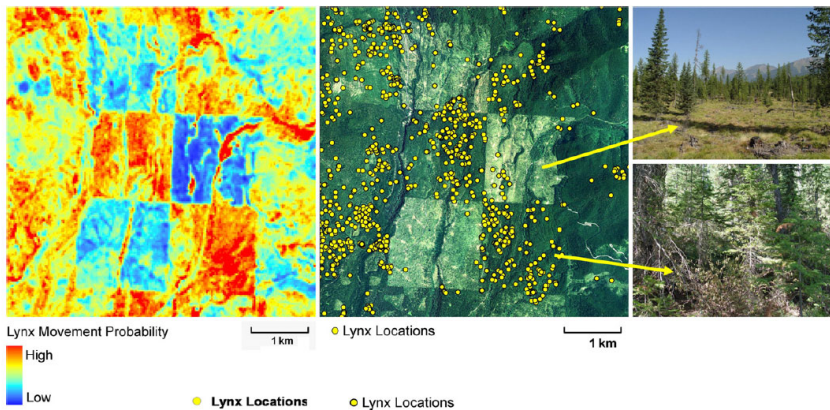 Lynx Movement Probability
High
Low
1 km
Lynx Locations
1 km
Lynx Locations
Lynx Locations